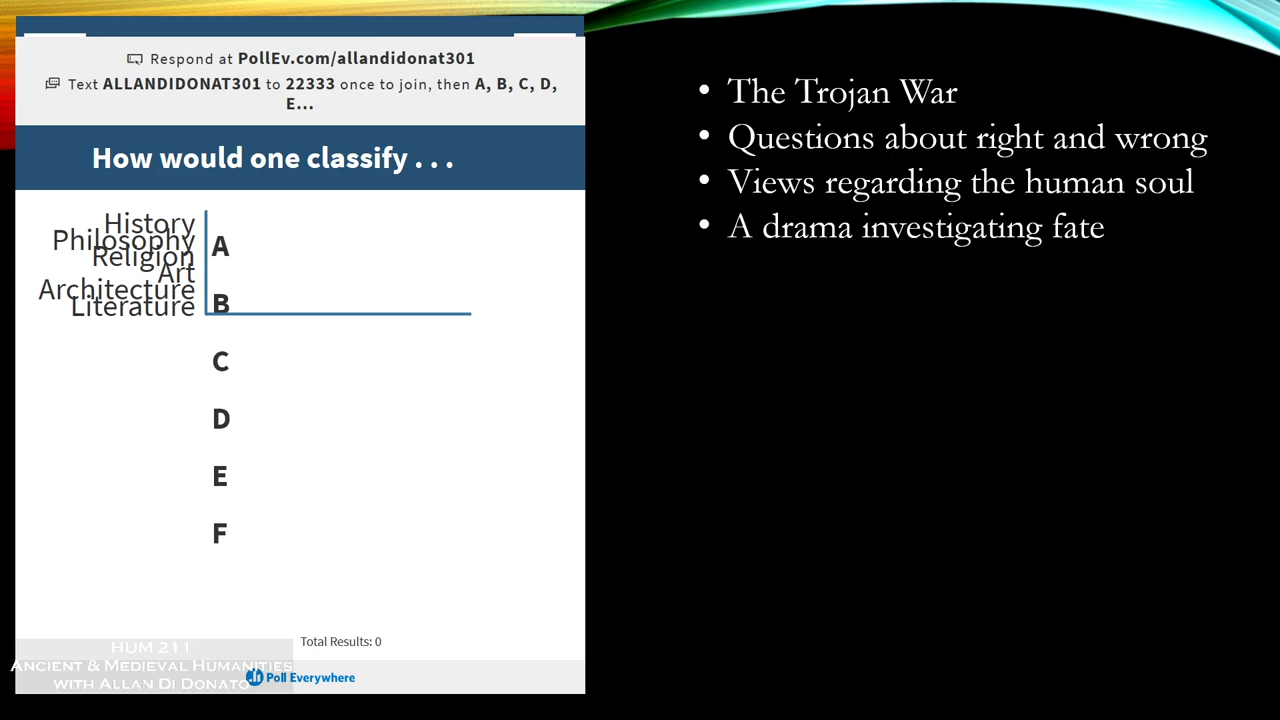 Respond at PollEv.com/allandidonat301
Text ALLANDIDONAT301 to 22333 once to join, then A, B, C, D,
E...
How would one classify . . .
History
Philosophy
Religion
Art
Architecture
Literature
A
B
C
D
E
F
Total Results: 0
Poll Everywhere
HUM 211
Ancient & Medieval Humanities
with Allan Di Donato
• The Trojan War
• Questions about right and wrong
• Views regarding the human soul
• A drama investigating fate